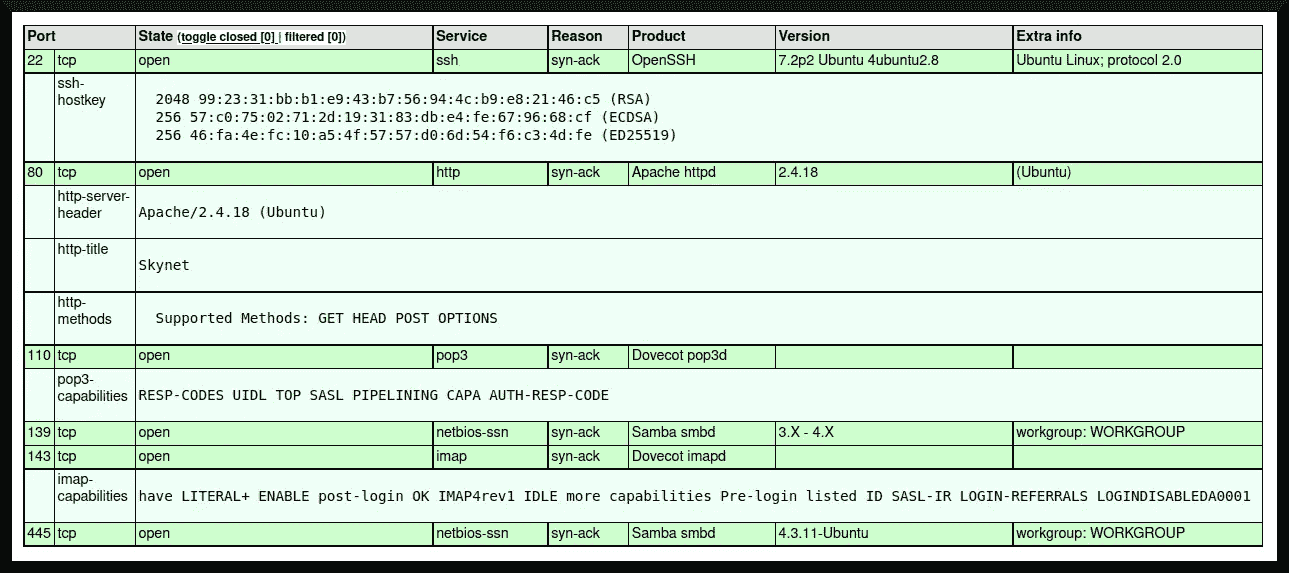 Port State (toggle closed [0] | filtered [0]) Service Reason Product Version Extra info
22 tcp open ssh syn-ack OpenSSH 7.2p2 Ubuntu 4ubuntu2.8 Ubuntu Linux; protocol 2.0
ssh-
hostkey
2048 99:23:31:bb:b1:e9:43:b7:56:94:4c:b9:e8:21:46:c5 (RSA)
256 57:c0:75:02:71:2d:19:31:83:db:e4:fe:67:96:68:cf (ECDSA)
256 46:fa:4e:fc:10:a5:4f:57:57:d0:6d:54:f6:c3:4d:fe (ED25519)
80 tcp open http syn-ack Apache httpd 2.4.18 (Ubuntu)
http-server-
header
Apache/2.4.18 (Ubuntu)
http-title
Skynet
http-
methods
Supported Methods: GET HEAD POST OPTIONS
110 tcp open pop3 syn-ack Dovecot pop3d
pop3-
capabilities
RESP-CODES UIDL TOP SASL PIPELINING CAPA AUTH-RESP-CODE
139 tcp open netbios-ssn syn-ack Samba smbd 3.X - 4.X workgroup: WORKGROUP
143 tcp open imap syn-ack Dovecot imapd
imap-
capabilities
have LITERAL+ ENABLE post-login OK IMAP4rev1 IDLE more capabilities Pre-login listed ID SASL-IR LOGIN-REFERRALS LOGINDISABLEDA0001
445 tcp open netbios-ssn syn-ack Samba smbd 4.3.11-Ubuntu workgroup: WORKGROUP